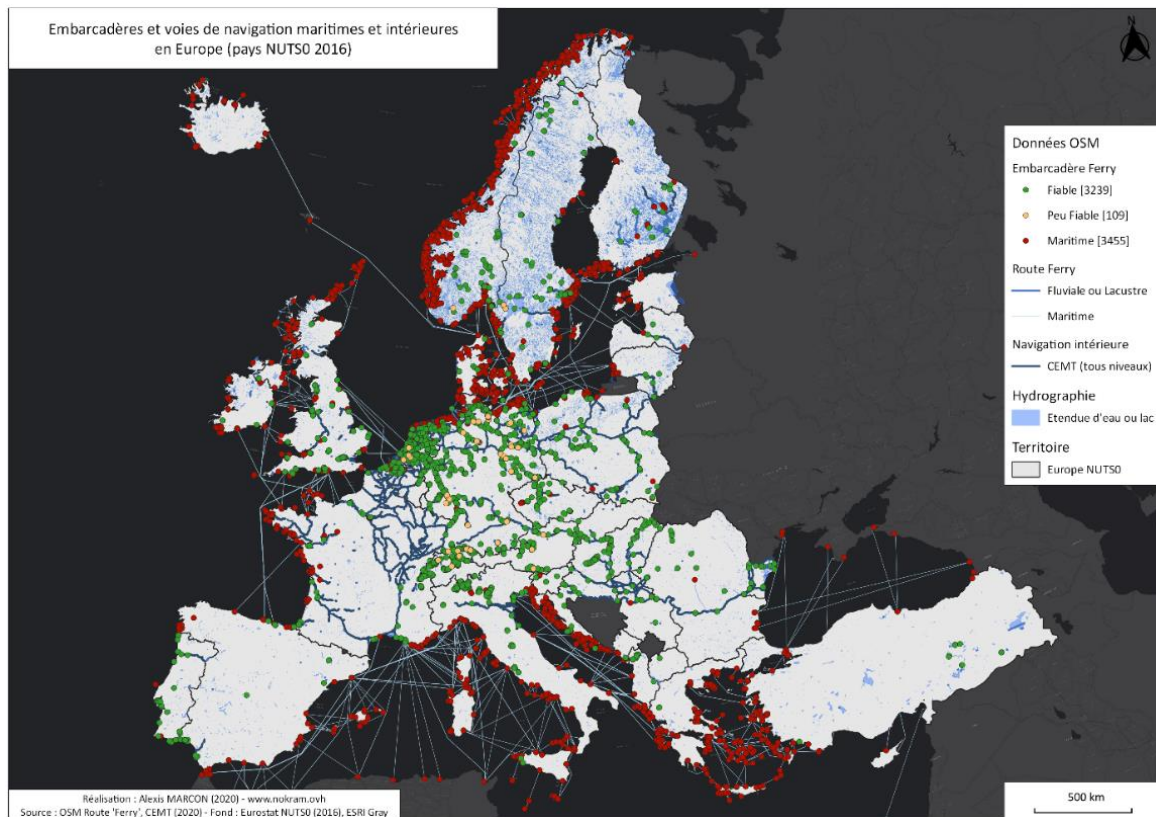 Embarcadères et voies de navigation maritimes et intérieures
en Europe (pays NUTS0 2016)
N
Données OSM
Embarcadère Ferry
Fiable [3239]
Peu Fiable [109]
Maritime [3455]
Route Ferry
Fluviale ou Lacustre
Maritime
Navigation intérieure
CEMT (tous niveaux)
Hydrographie
Etendue d'eau ou lac
Territoire
Europe NUTS0
500 km
Réalisation : Alexis MARCON (2020) - www.nokram.ovh
Source : OSM Route 'Ferry', CEMT (2020) - Fond : Eurostat NUTS0 (2016), ESRI Gray